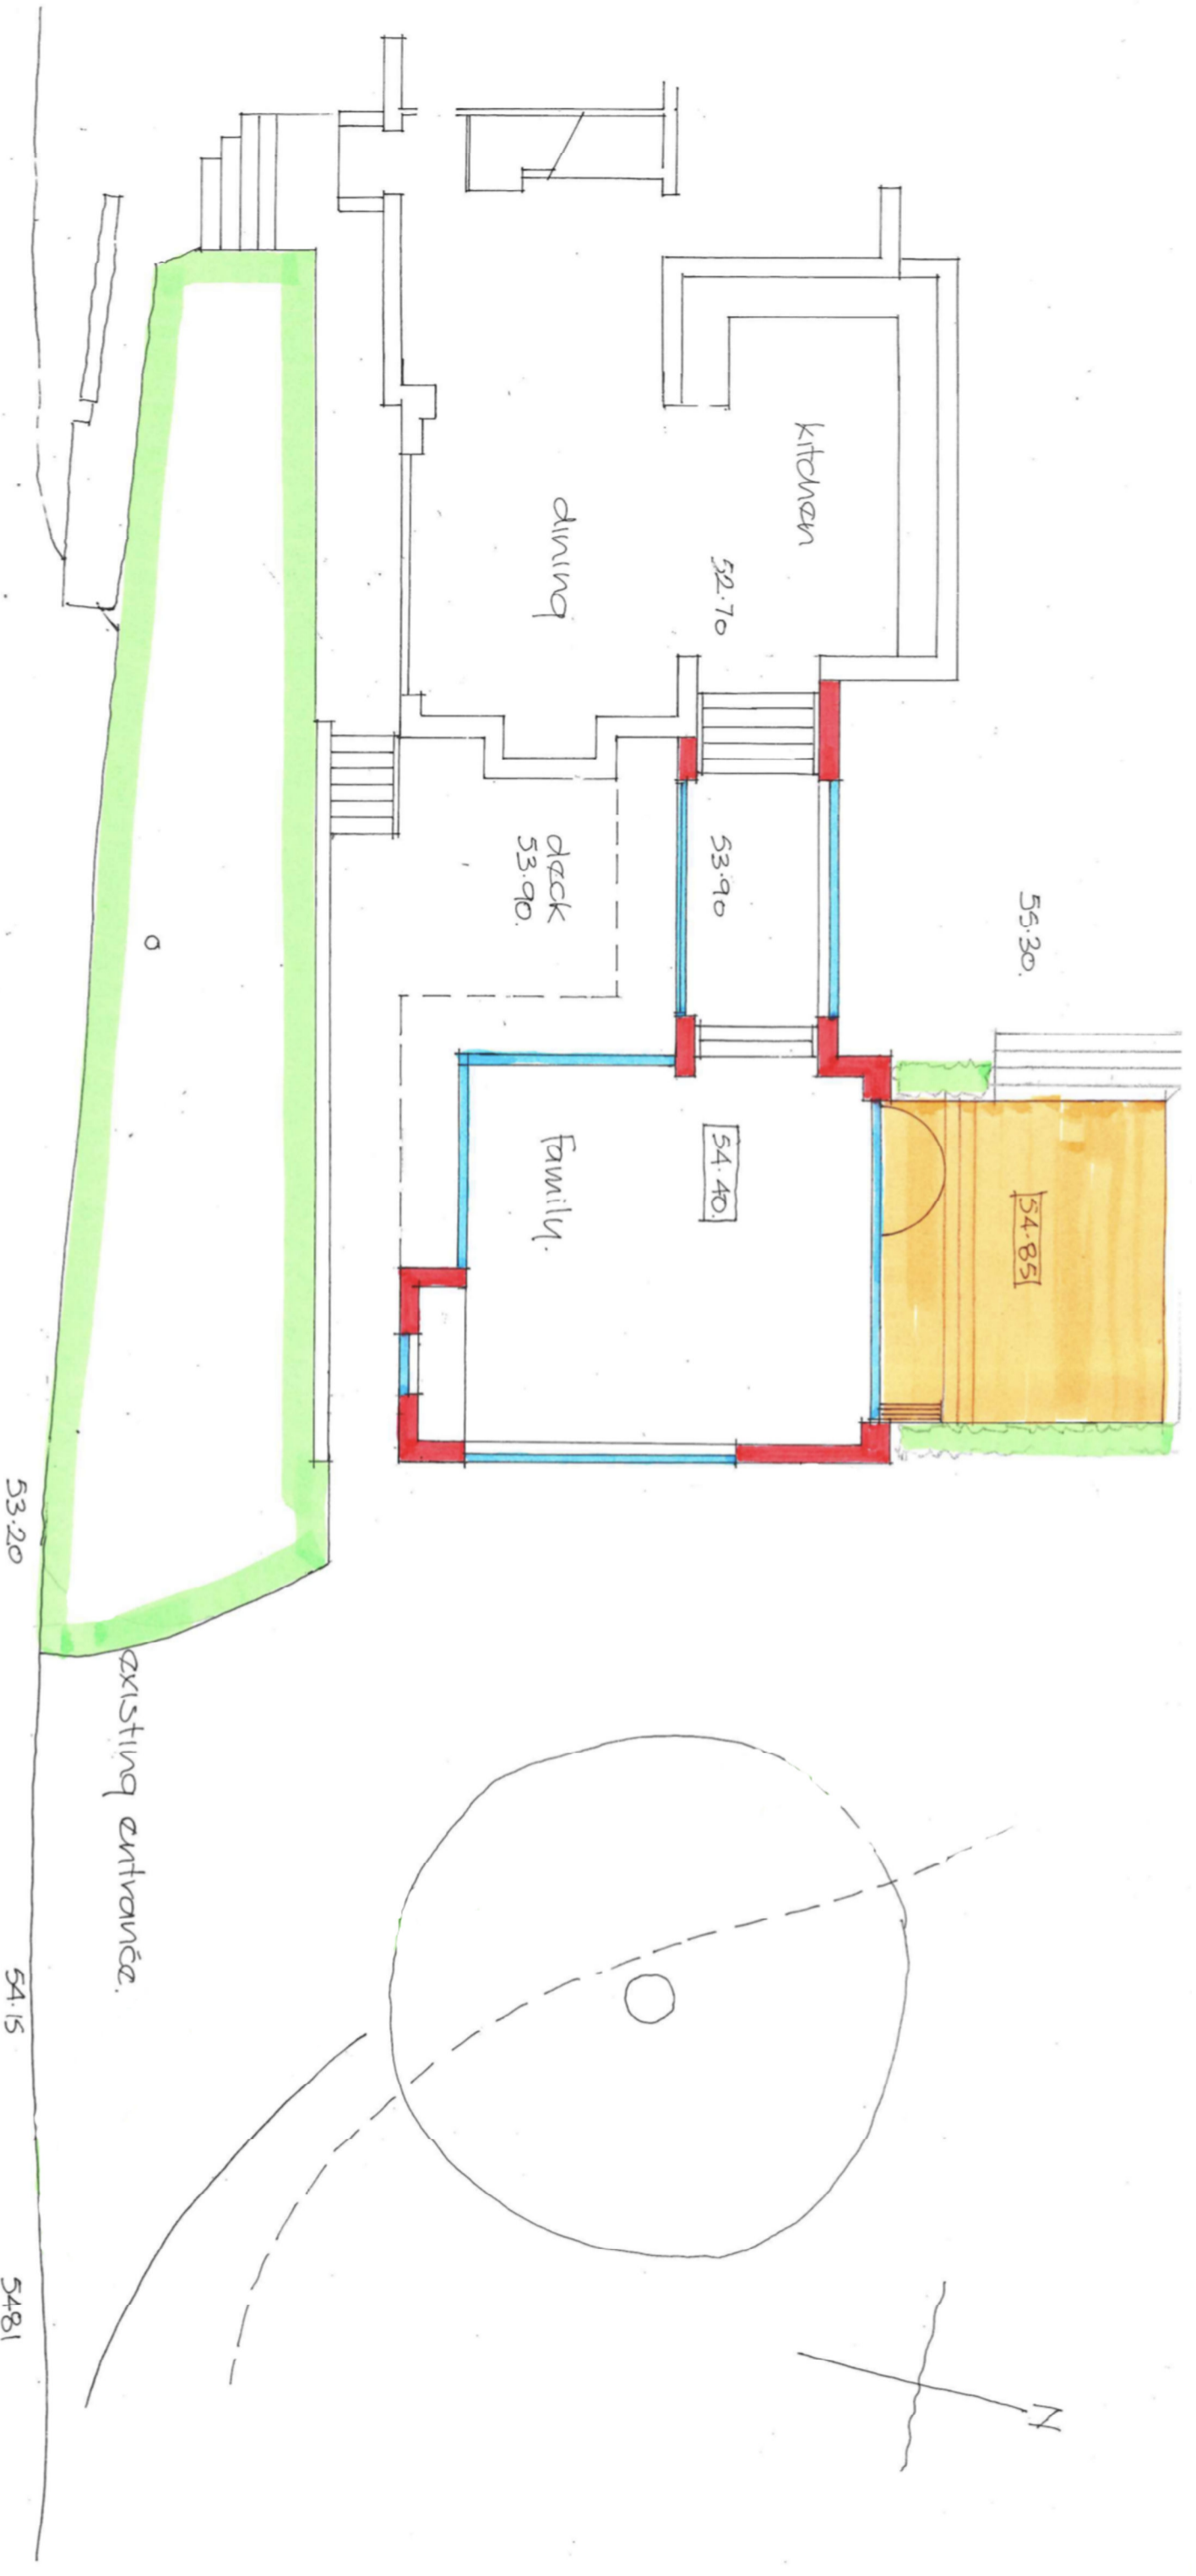 kitchen
52.70
dining
55.30.
53.90
deck
53.90.
54.85
54.40.
Family.
53.20
existing entrance.
54.15
5481
N